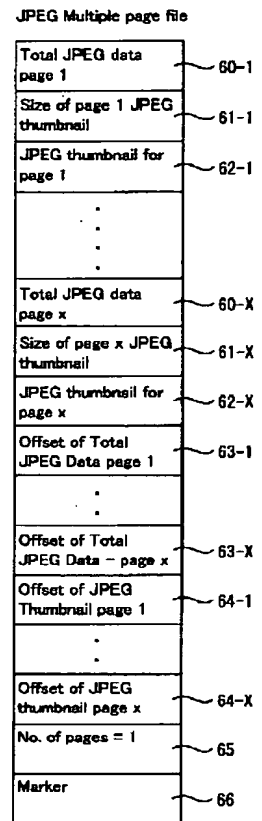 JPEG Multiple page file
Total JPEG data
page 1
60-1
Size of page 1 JPEG
thumbnail
61-1
JPEG thumbnail for
page 1
62-1
Total JPEG data
page x
60-X
Size of page x JPEG
thumbnail
61-X
JPEG thumbnail for
page x
62-X
Offset of Total
JPEG Data page 1
63-1
Offset of Total
JPEG Data - page x
63-X
Offset of JPEG
Thumbnail page 1
64-1
Offset of JPEG
thumbnail page x
64-X
No. of pages = 1
65
Marker
66